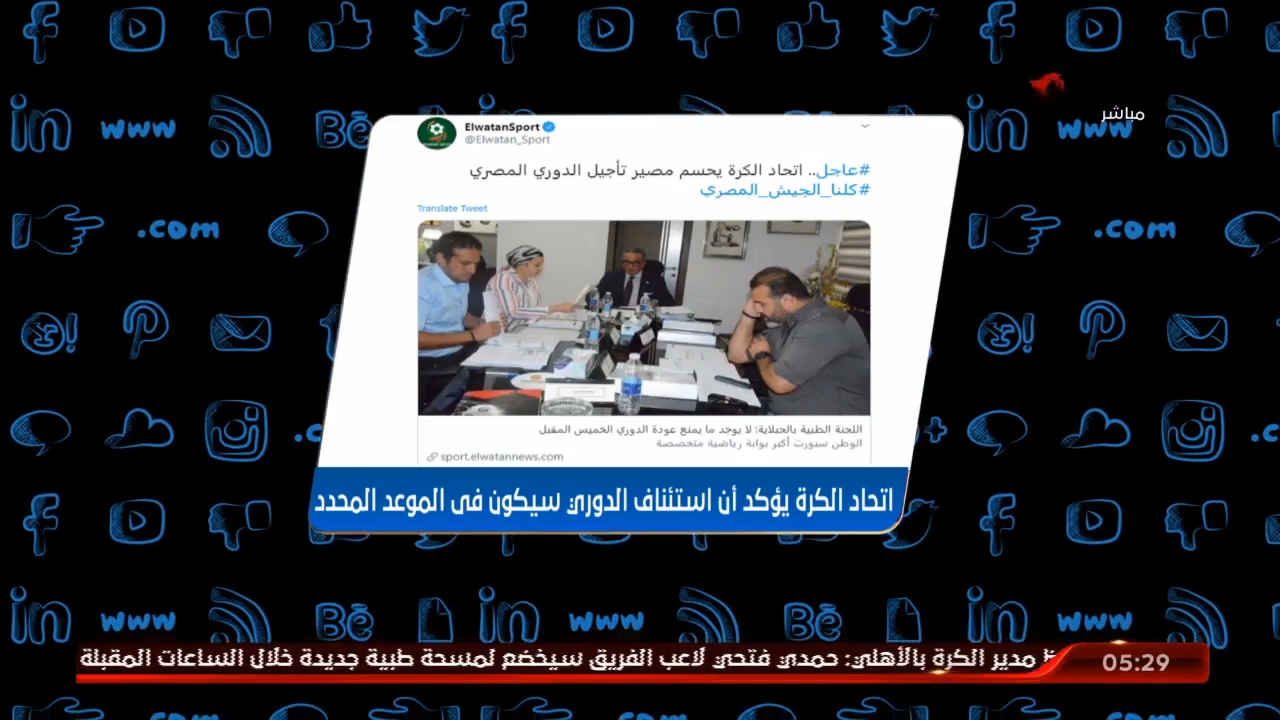 مباشر
ElwatanSport
@Elwatan_Sport
#عاجل.. اتحاد الكرة يحسم مصير تأجيل الدوري المصري
#كلنا_الجيش_المصري
Translate Tweet
اللجنة الطبية بالجبلاية: لا يوجد ما يمنع عودة الدوري الخميس المقبل
الوطن سبورت أكبر بوابة رياضية متخصصة
sport.elwatannews.com
اتحاد الكرة يؤكد أن استئناف الدوري سيكون فى الموعد المحدد
مدير الكرة بالأهلي: حمدي فتحي لاعب الفريق سيخضع لمسحة طبية جديدة خلال الساعات المقبلة
05:29